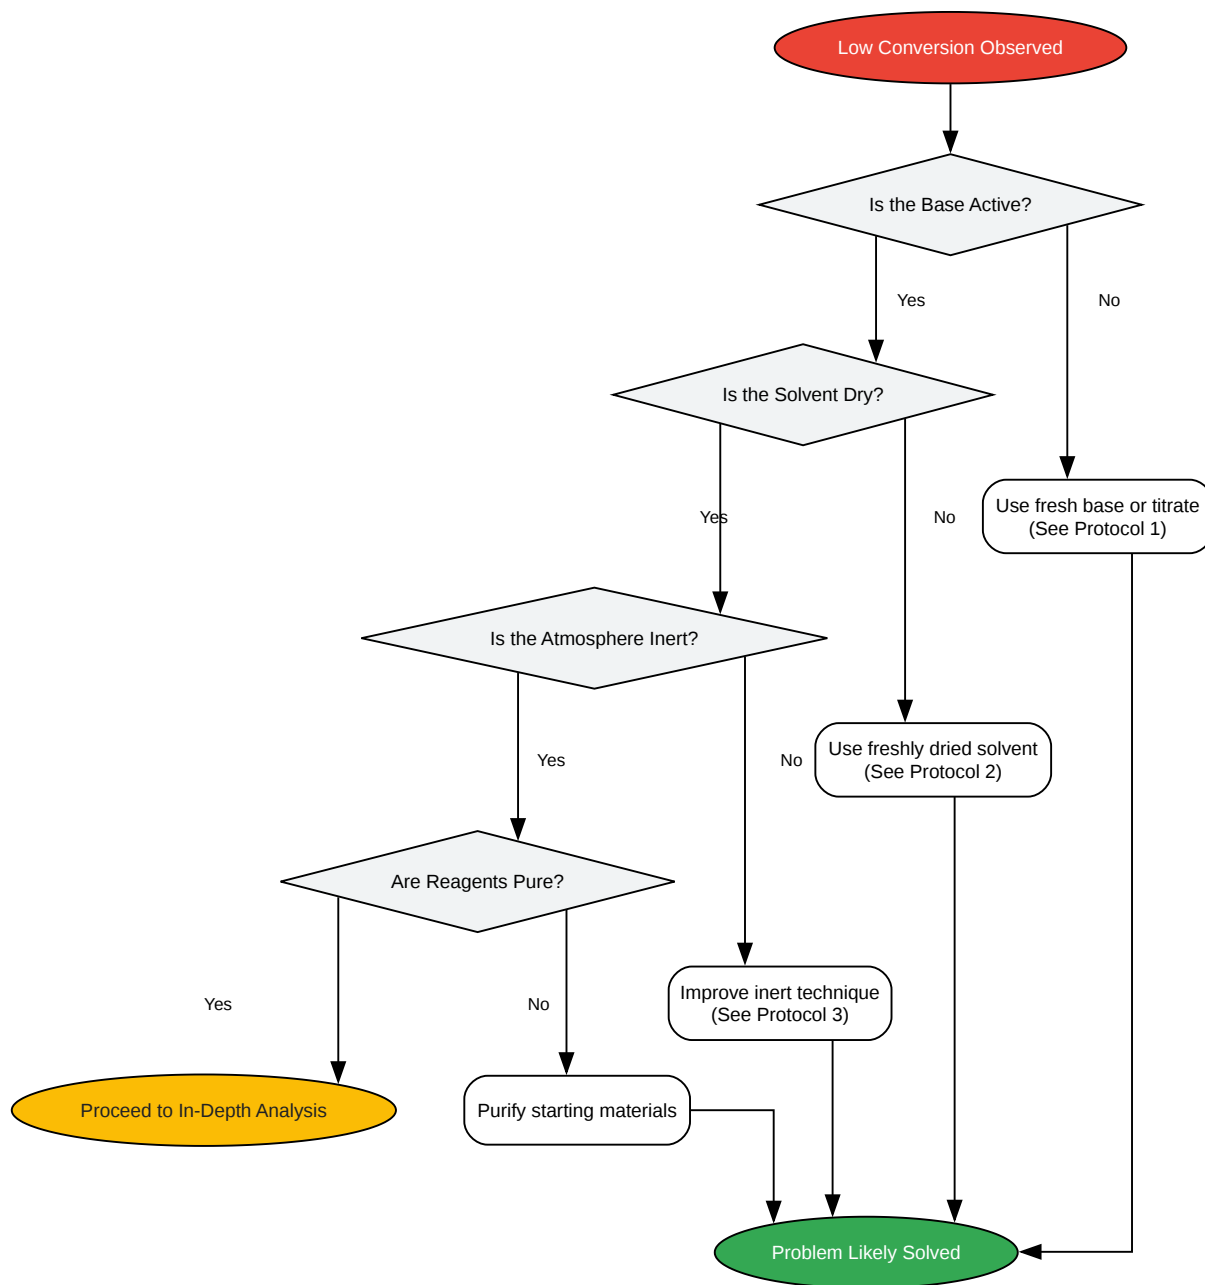 Low Conversion Observed
Is the Base Active?
Yes
No
Is the Solvent Dry?
Use fresh base or titrate
(See Protocol 1)
Yes
No
Is the Atmosphere Inert?
Use freshly dried solvent
(See Protocol 2)
Yes
No
Are Reagents Pure?
Improve inert technique
(See Protocol 3)
Yes
No
Proceed to In-Depth Analysis
Purify starting materials
Problem Likely Solved